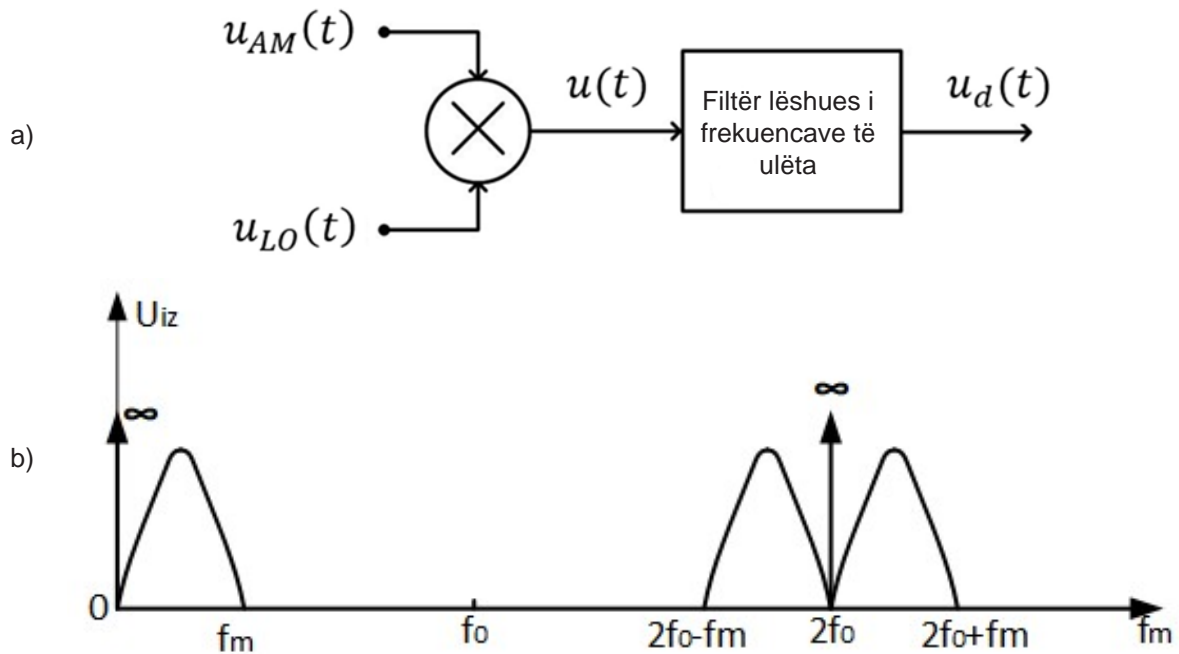 a)
u_AM(t)
u(t)
Filtër lëshues i
frekuencave të
ulëta
u_d(t)
u_LO(t)
b)
Uiz
∞
∞
0
fm
f0
2f0-fm
2f0
2f0+fm
fm